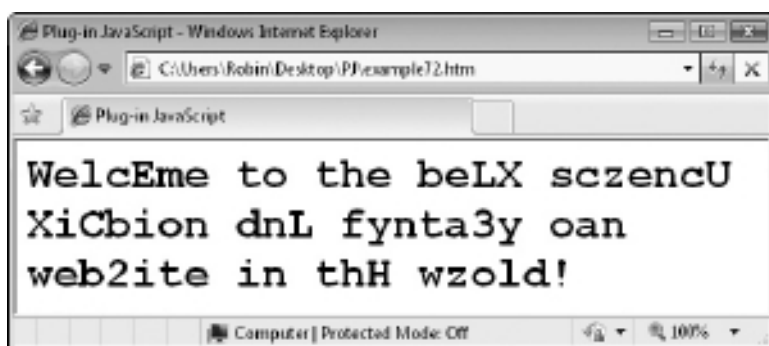 Plug-in JavaScript - Windows Internet Explorer
C:\Users\Robin\Desktop\PJ\example72.htm
Plug-in JavaScript
WelcEme to the beLX sczencU
XiCbion dnL fynta3y oan
web2ite in thH wzold!
Computer | Protected Mode: Off
100%